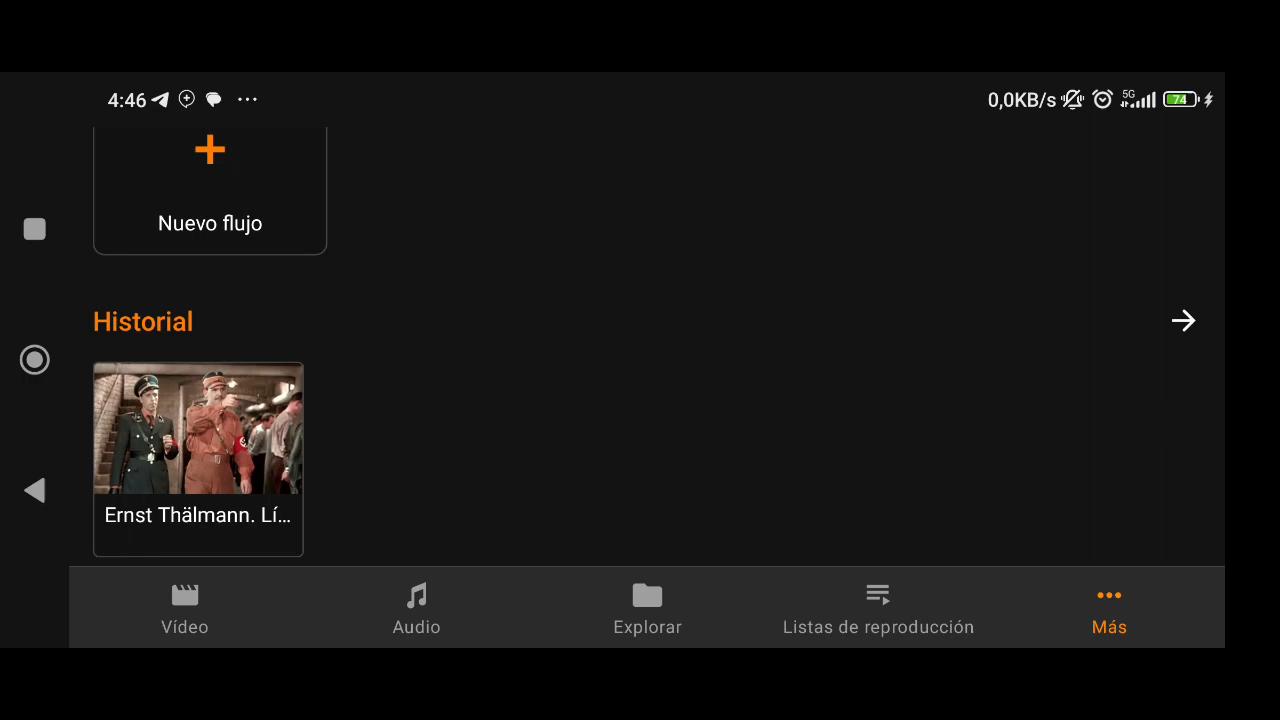 4:46
0,0KB/s
5G
74
Nuevo flujo
Historial
Ernst Thälmann. Lí...
Vídeo
Audio
Explorar
Listas de reproducción
Más